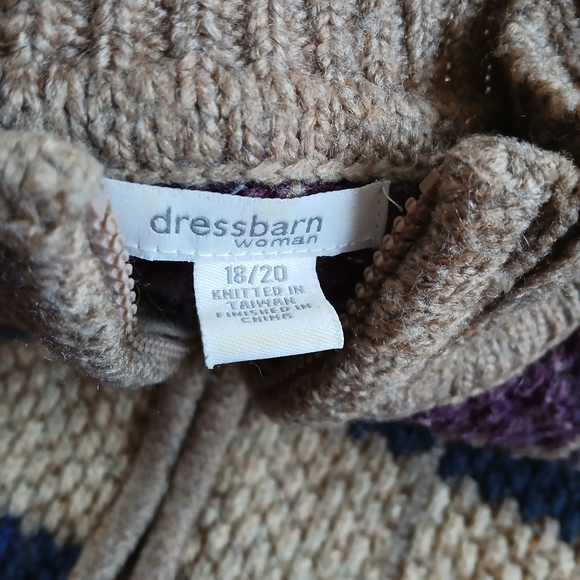 dressbarn
woman
18/20
KNITTED IN
TAIWAN
FINISHED IN
CHINA